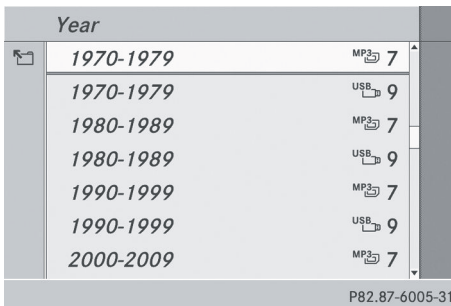 Year
1970-1979 MP3 7
1970-1979 USB 9
1980-1989 MP3 7
1980-1989 USB 9
1990-1999 MP3 7
1990-1999 USB 9
2000-2009 MP3 7
P82.87-6005-31